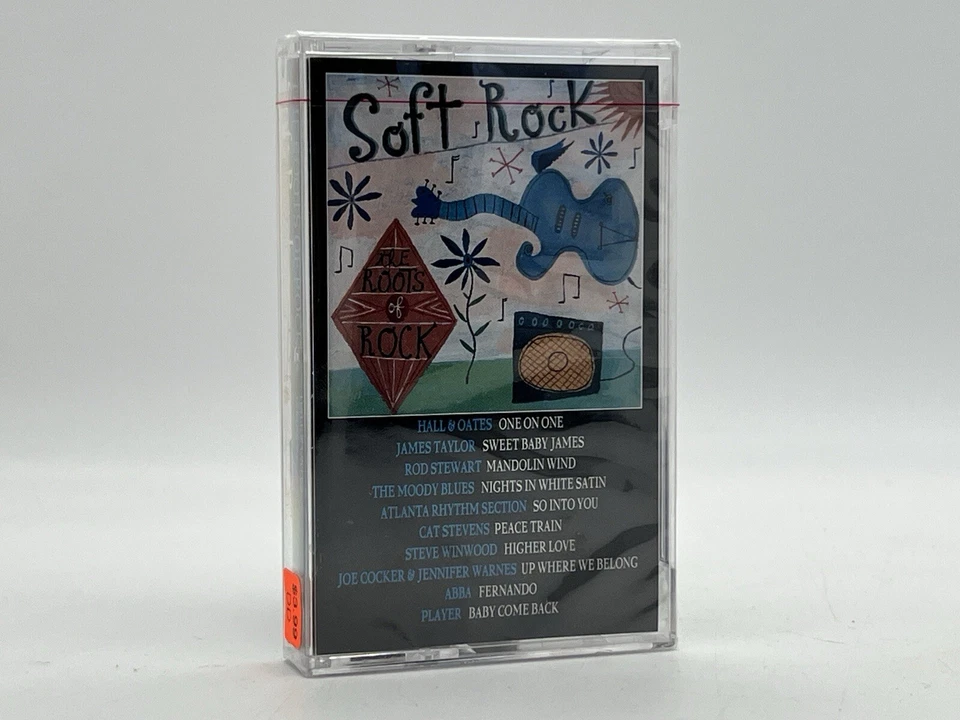 Soft Rock
THE
ROOTS
of
ROCK
HALL & OATES ONE ON ONE
JAMES TAYLOR SWEET BABY JAMES
ROD STEWART MANDOLIN WIND
THE MOODY BLUES NIGHTS IN WHITE SATIN
ATLANTA RHYTHM SECTION SO INTO YOU
CAT STEVENS PEACE TRAIN
STEVE WINWOOD HIGHER LOVE
JOE COCKER & JENNIFER WARNES UP WHERE WE BELONG
ABBA FERNANDO
PLAYER BABY COME BACK
$3.99